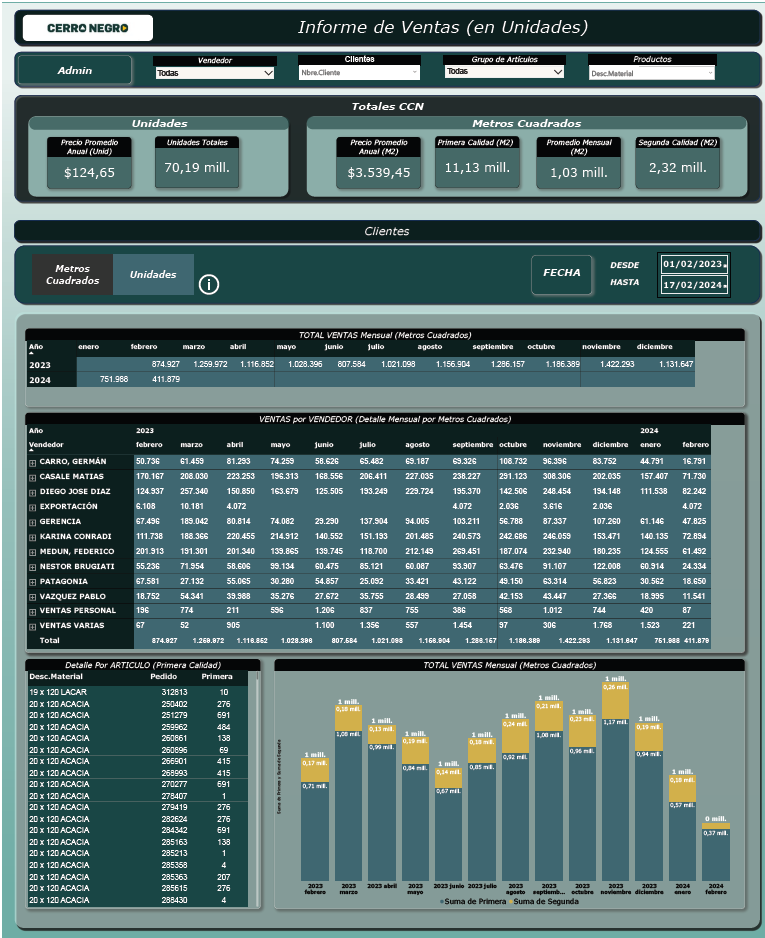 CERRO NEGRO
Informe de Ventas (en Unidades)
Admin
Vendedor
Todas
Clientes
Nbre.Cliente
Grupo de Artículos
Todas
Productos
Desc.Material
Totales CCN
Unidades
Metros Cuadrados
Precio Promedio Anual (Unid)
$124,65
Unidades Totales
70,19 mill.
Precio Promedio Anual (M2)
$3.539,45
Primera Calidad (M2)
11,13 mill.
Promedio Mensual (M2)
1,03 mill.
Segunda Calidad (M2)
2,32 mill.
Clientes
Metros Cuadrados
Unidades
FECHA
DESDE
01/02/2023
HASTA
17/02/2024
TOTAL VENTAS Mensual (Metros Cuadrados)
Año enero febrero marzo abril mayo junio julio agosto septiembre octubre noviembre diciembre
2023 874.927 1.259.972 1.116.852 1.028.396 807.584 1.021.098 1.156.904 1.286.157 1.186.389 1.422.293 1.131.647
2024 751.988 411.879
VENTAS por VENDEDOR (Detalle Mensual por Metros Cuadrados)
Año 2023 2024
Vendedor febrero marzo abril mayo junio julio agosto septiembre octubre noviembre diciembre enero febrero
CARRO, GERMÁN 50.736 61.459 81.293 74.259 58.626 65.482 69.187 69.326 108.732 96.396 83.752 44.791 16.791
CASALE MATIAS 170.167 208.030 223.253 196.313 168.556 206.411 227.035 238.227 291.123 308.306 202.035 157.407 71.730
DIEGO JOSE DIAZ 124.937 257.340 150.850 163.679 125.505 193.249 229.724 195.370 142.506 248.454 194.148 111.538 82.242
EXPORTACIÓN 6.108 10.181 4.072 4.072 2.036 3.616 2.036 4.072
GERENCIA 67.496 189.042 80.814 74.082 29.290 137.904 94.005 103.211 56.788 87.337 107.260 61.146 47.825
KARINA CONRADI 111.738 188.366 220.455 214.912 140.552 151.193 201.485 240.573 242.686 246.059 153.471 140.135 72.894
MEDUN, FEDERICO 201.913 191.301 201.340 139.865 139.745 118.700 212.149 269.451 187.074 232.940 180.235 124.555 61.492
NESTOR BRUGIATI 55.236 71.954 58.606 99.134 60.475 85.121 60.087 93.907 63.476 91.107 122.008 60.914 24.334
PATAGONIA 67.581 27.132 55.065 30.280 54.857 25.092 33.421 43.122 49.150 63.314 56.823 30.562 18.650
VAZQUEZ PABLO 18.752 54.341 39.988 35.276 27.672 35.755 28.499 27.058 42.153 43.447 27.366 18.995 11.541
VENTAS PERSONAL 196 774 211 596 1.206 837 755 386 568 1.012 744 420 87
VENTAS VARIAS 67 52 905 1.100 1.356 557 1.454 97 306 1.768 1.523 221
Total 874.927 1.259.972 1.116.852 1.028.396 807.584 1.021.098 1.156.904 1.286.157 1.186.389 1.422.293 1.131.647 751.988 411.879
Detalle Por ARTICULO (Primera Calidad)
Desc.Material Pedido Primera
19 x 120 LACAR 312813 10
20 x 120 ACACIA 250402 276
20 x 120 ACACIA 251279 691
20 x 120 ACACIA 259962 484
20 x 120 ACACIA 260861 138
20 x 120 ACACIA 260896 69
20 x 120 ACACIA 266901 415
20 x 120 ACACIA 268993 415
20 x 120 ACACIA 270277 691
20 x 120 ACACIA 278407 1
20 x 120 ACACIA 279419 276
20 x 120 ACACIA 282624 276
20 x 120 ACACIA 284342 691
20 x 120 ACACIA 285163 138
20 x 120 ACACIA 285213 1
20 x 120 ACACIA 285358 4
20 x 120 ACACIA 285363 207
20 x 120 ACACIA 285615 276
20 x 120 ACACIA 288430 4
TOTAL VENTAS Mensual (Metros Cuadrados)
Suma de Primera y Suma de Segunda
1 mill. 1 mill. 1 mill. 1 mill. 1 mill. 1 mill. 1 mill. 1 mill. 1 mill. 1 mill. 1 mill. 1 mill. 0 mill.
0,17 mill. 0,18 mill. 0,13 mill. 0,19 mill. 0,14 mill. 0,18 mill. 0,24 mill. 0,21 mill. 0,23 mill. 0,26 mill. 0,19 mill. 0,18 mill.
0,71 mill. 1,08 mill. 0,99 mill. 0,84 mill. 0,67 mill. 0,85 mill. 0,92 mill. 1,08 mill. 0,96 mill. 1,17 mill. 0,94 mill. 0,57 mill. 0,37 mill.
2023 febrero 2023 marzo 2023 abril 2023 mayo 2023 junio 2023 julio 2023 agosto 2023 septiemb... 2023 octubre 2023 noviembre 2023 diciembre 2024 enero 2024 febrero
Suma de Primera Suma de Segunda